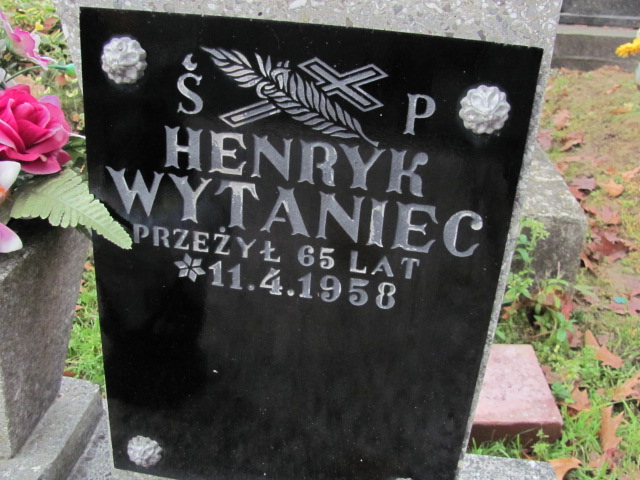 Ś P
HENRYK
WYTANIEC
PRZEŻYŁ 65 LAT
*11.4.1958